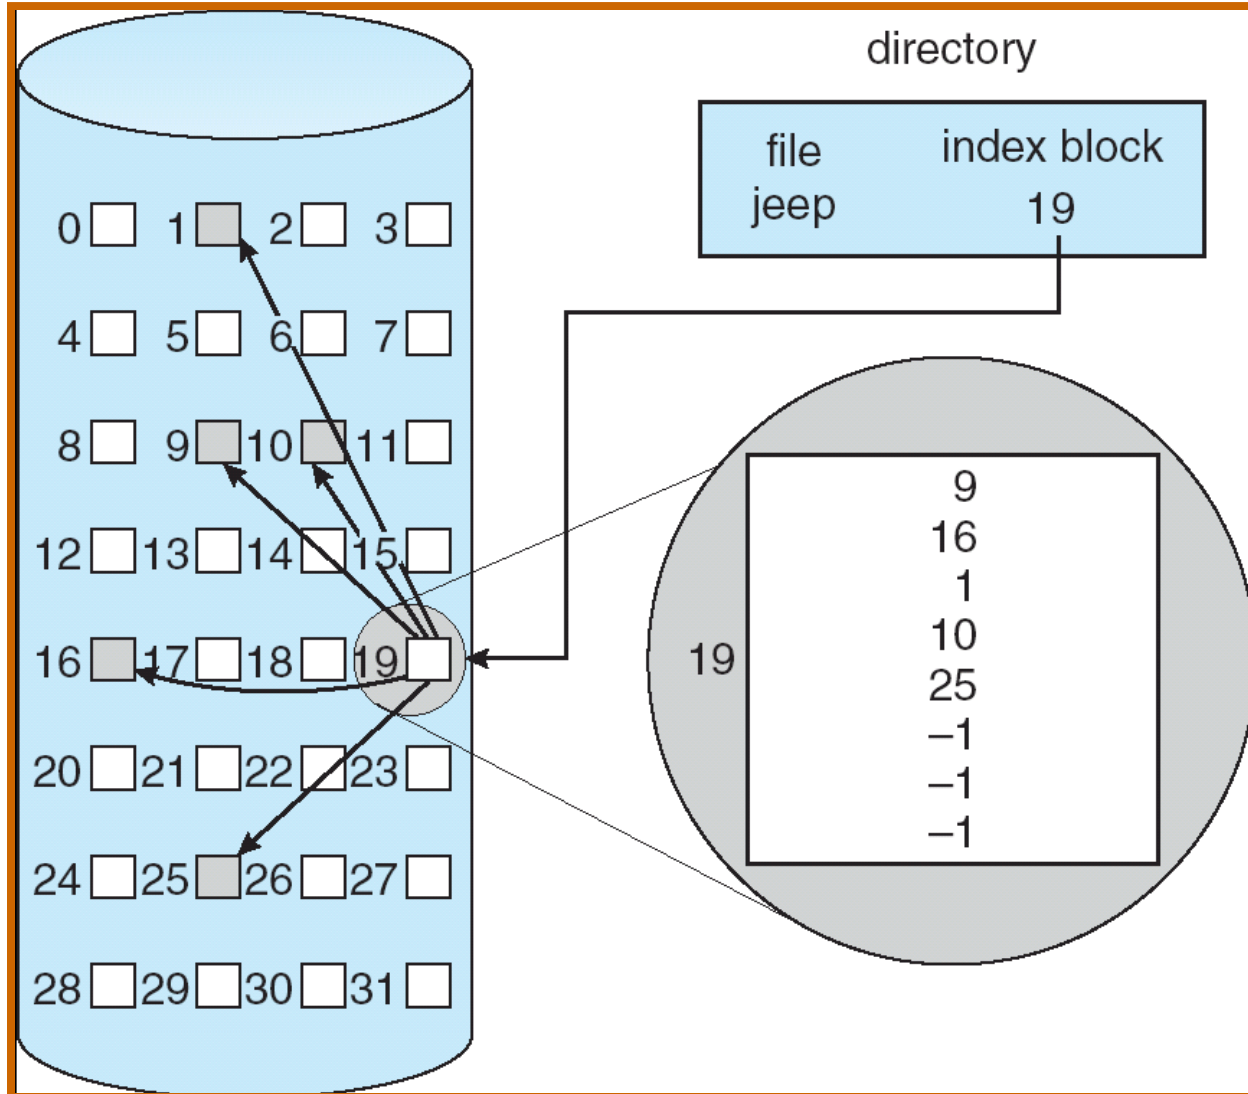 directory
file index block
jeep 19
0 1 2 3
4 5 6 7
8 9 10 11
12 13 14 15
16 17 18 19
20 21 22 23
24 25 26 27
28 29 30 31
19
9
16
1
10
25
–1
–1
–1